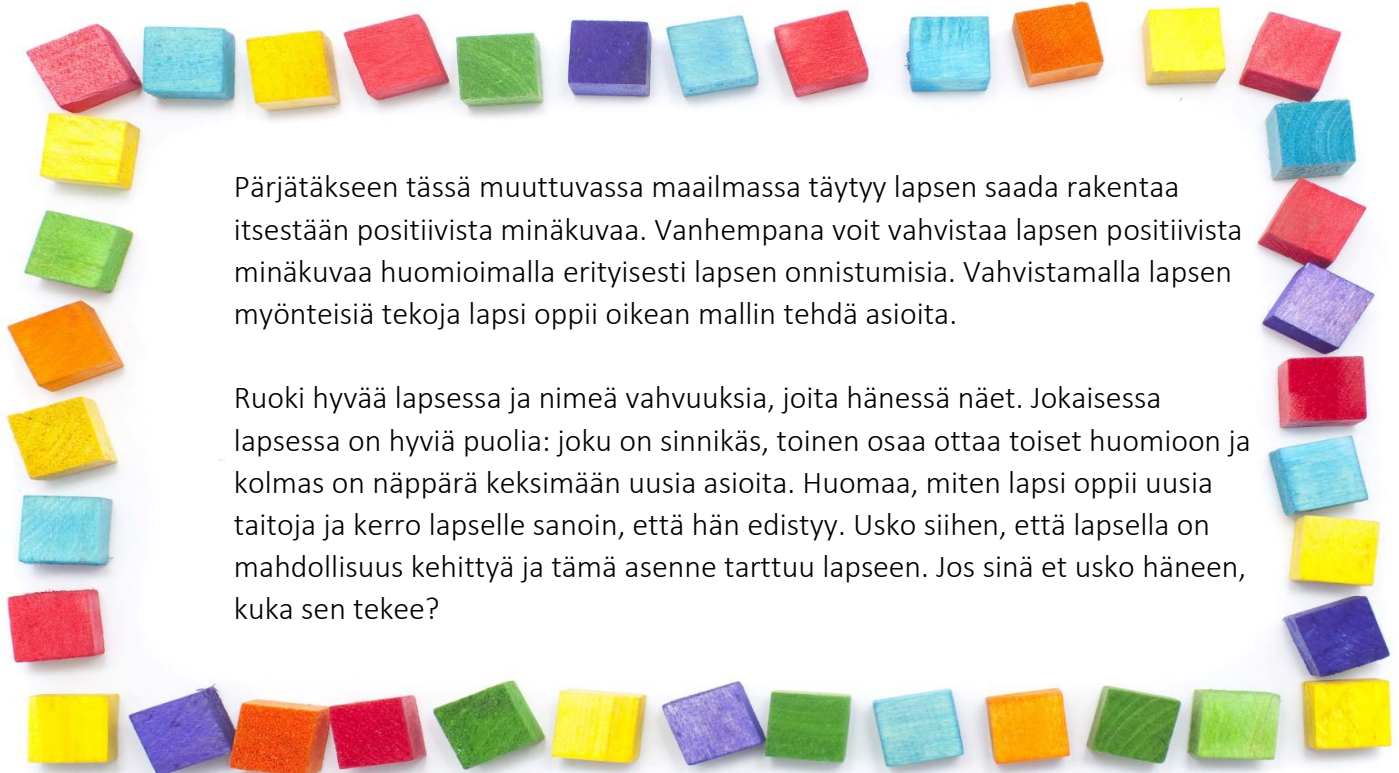 Pärjätäkseen tässä muuttuvassa maailmassa täytyy lapsen saada rakentaa
itsestään positiivista minäkuvaa. Vanhempana voit vahvistaa lapsen positiivista
minäkuvaa huomioimalla erityisesti lapsen onnistumisia. Vahvistamalla lapsen
myönteisiä tekoja lapsi oppii oikean mallin tehdä asioita.
Ruoki hyvää lapsessa ja nimeä vahvuuksia, joita hänessä näet. Jokaisessa
lapsessa on hyviä puolia: joku on sinnikäs, toinen osaa ottaa toiset huomioon ja
kolmas on näppärä keksimään uusia asioita. Huomaa, miten lapsi oppii uusia
taitoja ja kerro lapselle sanoin, että hän edistyy. Usko siihen, että lapsella on
mahdollisuus kehittyä ja tämä asenne tarttuu lapseen. Jos sinä et usko häneen,
kuka sen tekee?